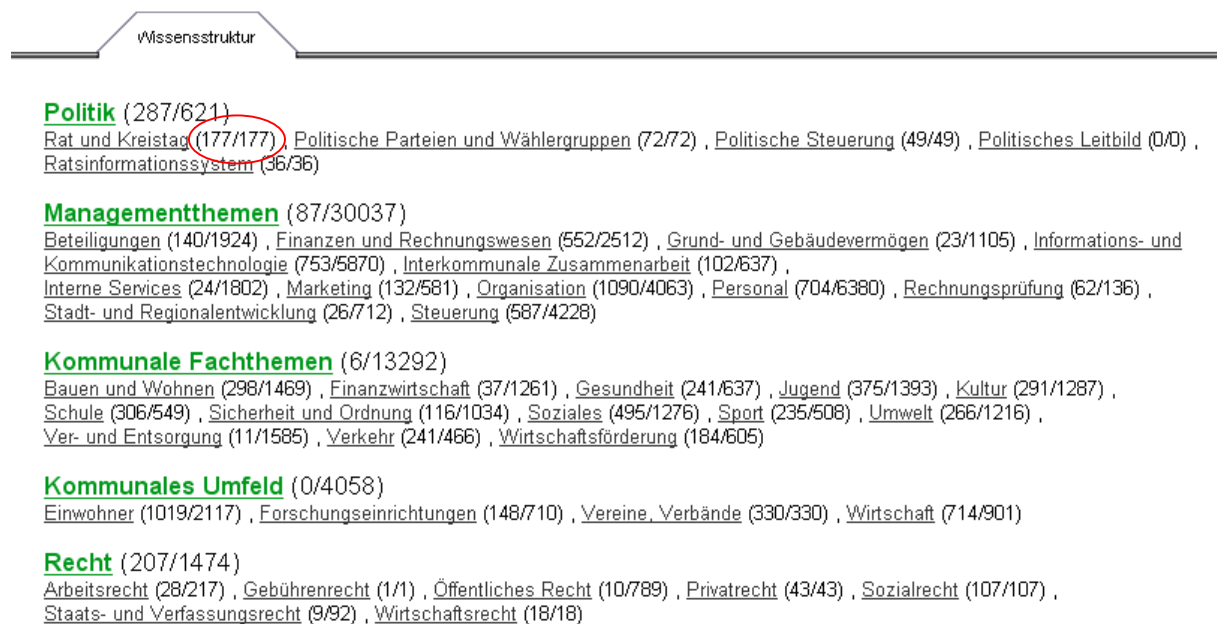 Wissensstruktur
Politik (287/621)
Rat und Kreistag (177/177) , Politische Parteien und Wählergruppen (72/72) , Politische Steuerung (49/49) , Politisches Leitbild (0/0) ,
Ratsinformationssystem (36/36)
Managementthemen (87/30037)
Beteiligungen (140/1924) , Finanzen und Rechnungswesen (552/2512) , Grund- und Gebäudevermögen (23/1105) , Informations- und
Kommunikationstechnologie (753/5870) , Interkommunale Zusammenarbeit (102/637) ,
Interne Services (24/1802) , Marketing (132/581) , Organisation (1090/4063) , Personal (704/6380) , Rechnungsprüfung (62/136) ,
Stadt- und Regionalentwicklung (26/712) , Steuerung (587/4228)
Kommunale Fachthemen (6/13292)
Bauen und Wohnen (298/1469) , Finanzwirtschaft (37/1261) , Gesundheit (241/637) , Jugend (375/1393) , Kultur (291/1287) ,
Schule (306/549) , Sicherheit und Ordnung (116/1034) , Soziales (495/1276) , Sport (235/508) , Umwelt (266/1216) ,
Ver- und Entsorgung (11/1585) , Verkehr (241/466) , Wirtschaftsförderung (184/605)
Kommunales Umfeld (0/4058)
Einwohner (1019/2117) , Forschungseinrichtungen (148/710) , Vereine, Verbände (330/330) , Wirtschaft (714/901)
Recht (207/1474)
Arbeitsrecht (28/217) , Gebührenrecht (1/1) , Öffentliches Recht (10/789) , Privatrecht (43/43) , Sozialrecht (107/107) ,
Staats- und Verfassungsrecht (9/92) , Wirtschaftsrecht (18/18)